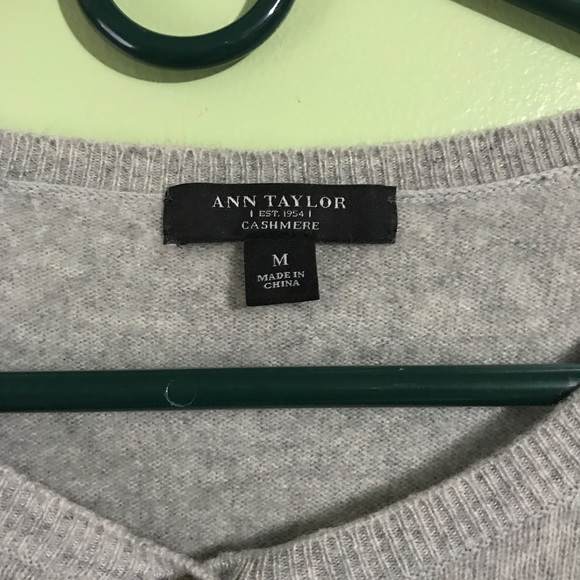 ANN TAYLOR
| EST. 1954 |
CASHMERE
M
MADE IN
CHINA